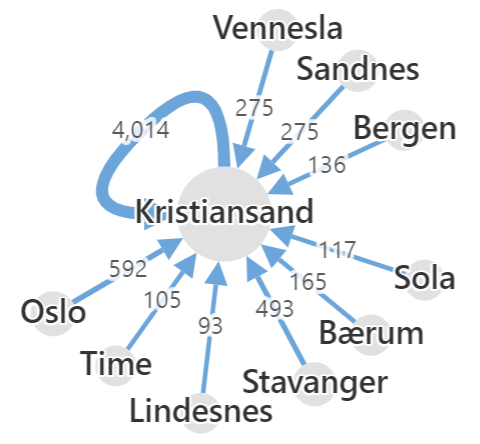 Vennesla
Sandnes
275
4,014
275
Bergen
136
Kristiansand
117
592
Sola
165
105
Oslo
493
93
Bærum
Time
Stavanger
Lindesnes